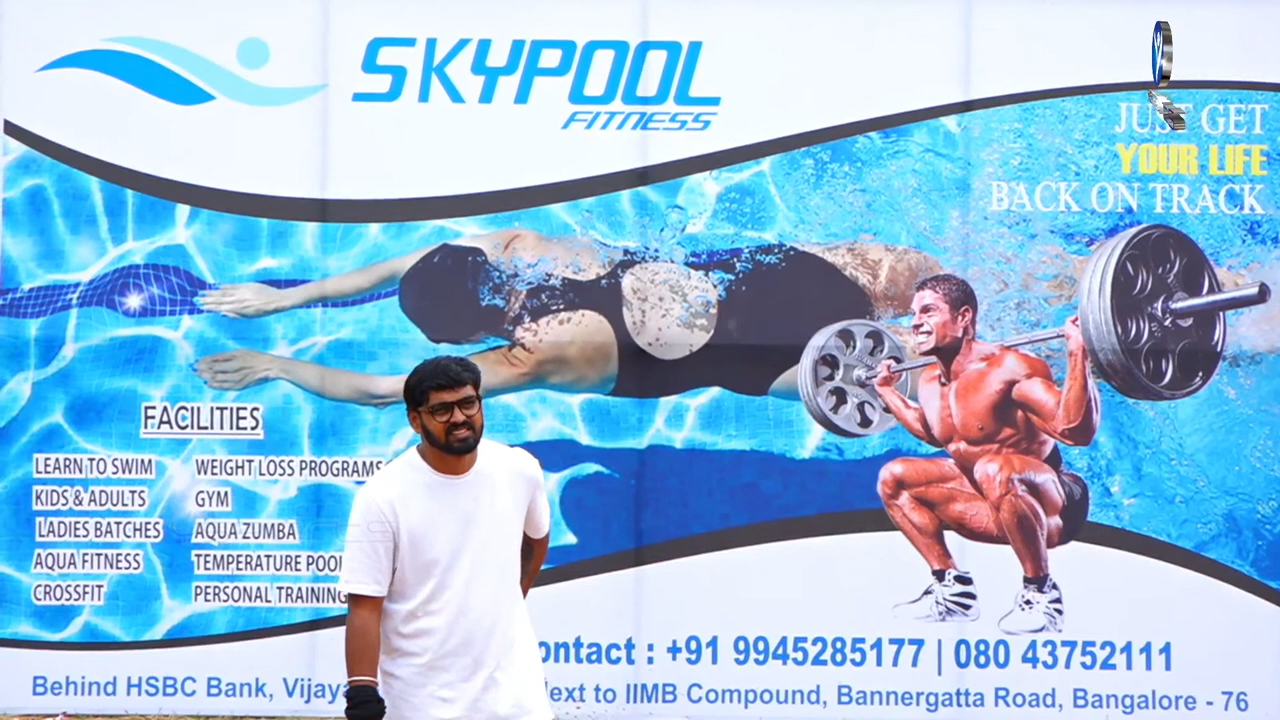 SKYPOOL
FITNESS
JUST GET
YOUR LIFE
BACK ON TRACK
FACILITIES
LEARN TO SWIM WEIGHT LOSS PROGRAMS
KIDS & ADULTS GYM
LADIES BATCHES AQUA ZUMBA
AQUA FITNESS TEMPERATURE POOL
CROSSFIT PERSONAL TRAINING
ontact : +91 9945285177 | 080 43752111
Behind HSBC Bank, Vijay ext to IIMB Compound, Bannergatta Road, Bangalore - 76